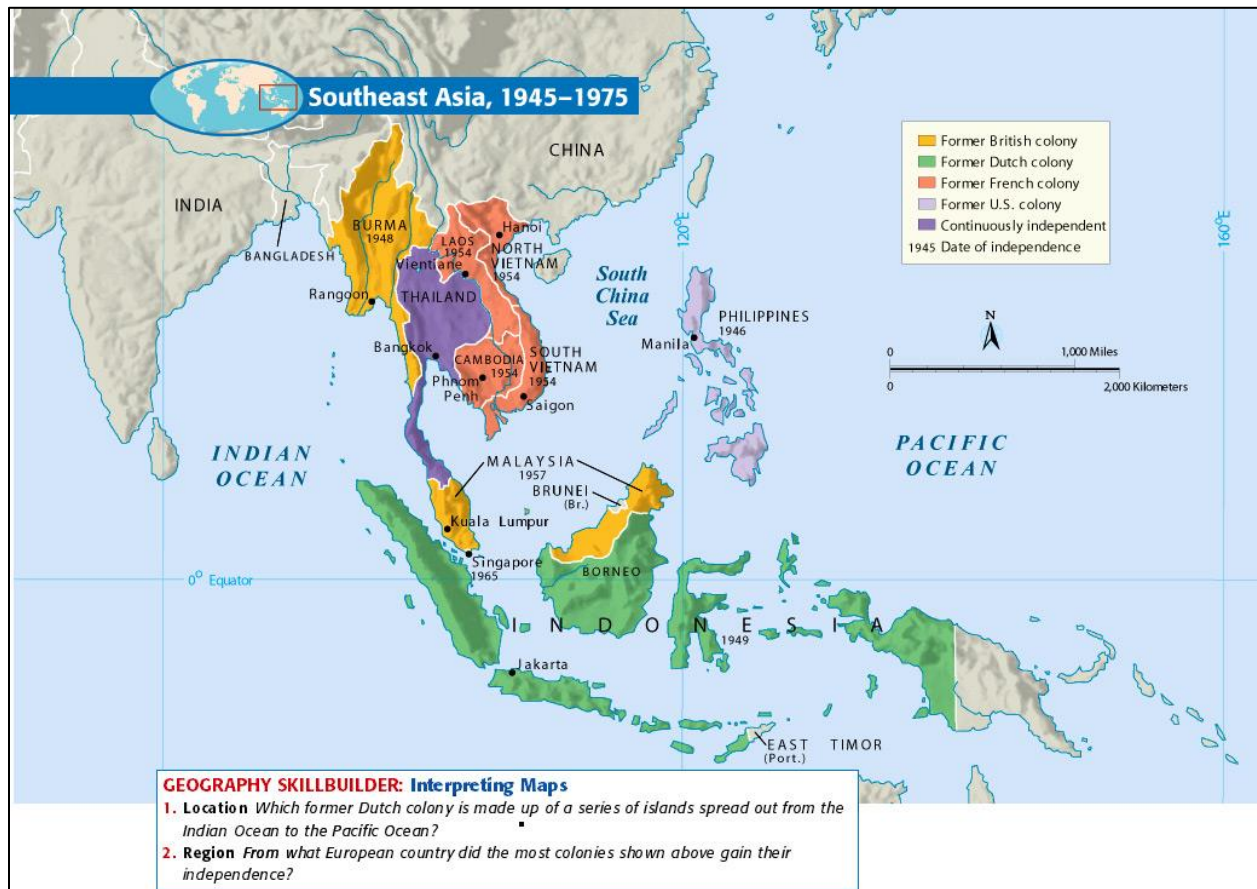 Southeast Asia, 1945–1975
Former British colony
Former Dutch colony
Former French colony
Former U.S. colony
Continuously independent
1945 Date of independence
CHINA
INDIA
BURMA
1948
BANGLADESH
LAOS
1954
Hanoi
NORTH
VIETNAM
1954
Vientiane
Rangoon
THAILAND
South
China
Sea
120°E
160°E
PHILIPPINES
1946
Manila
N
0 1,000 Miles
0 2,000 Kilometers
Bangkok
CAMBODIA
1954
SOUTH
VIETNAM
1954
Phnom
Penh
Saigon
INDIAN
OCEAN
PACIFIC
OCEAN
MALAYSIA
1957
BRUNEI
(Br.)
Kuala Lumpur
Singapore
1965
0° Equator
BORNEO
INDONESIA
1949
Jakarta
EAST TIMOR
(Port.)
GEOGRAPHY SKILLBUILDER: Interpreting Maps
1. Location Which former Dutch colony is made up of a series of islands spread out from the
Indian Ocean to the Pacific Ocean?
2. Region From what European country did the most colonies shown above gain their
independence?